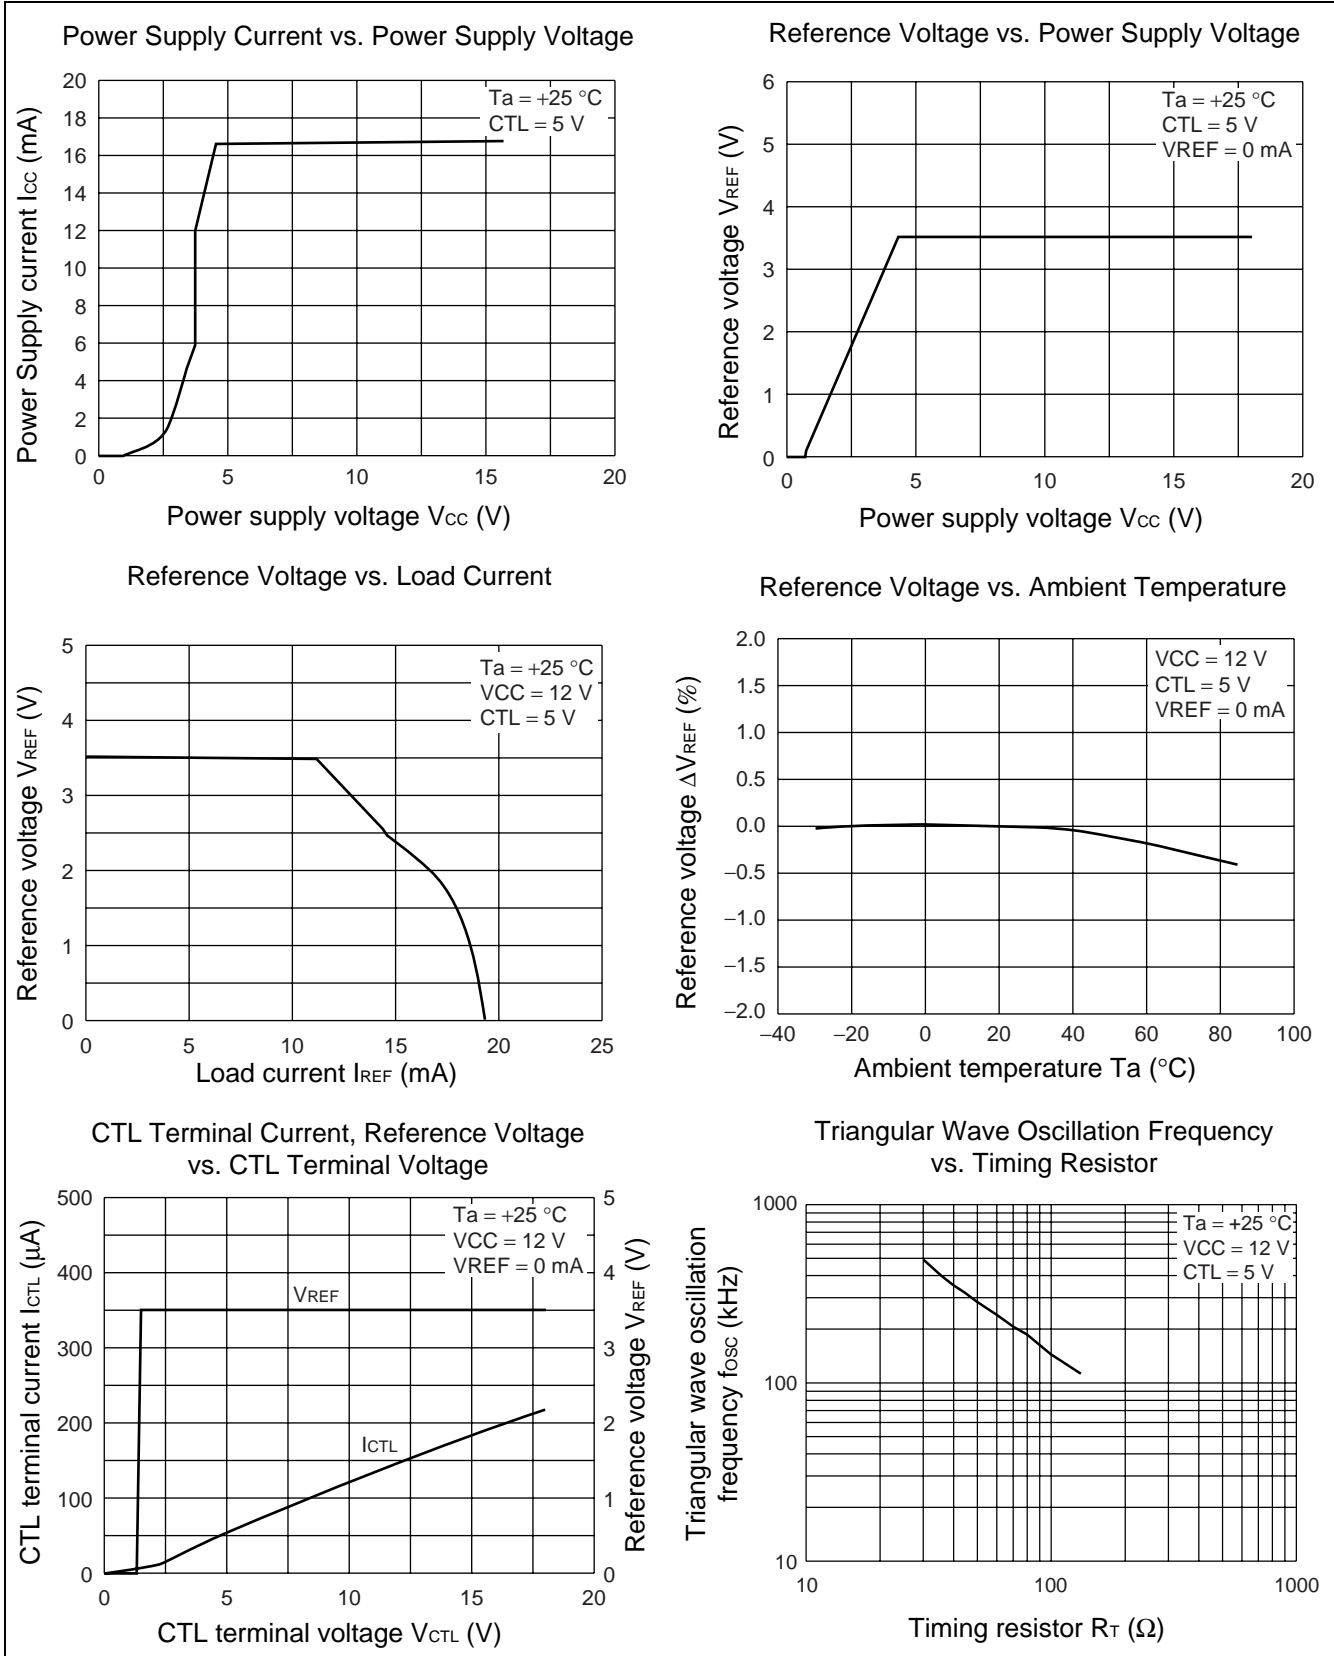 Power Supply Current vs. Power Supply Voltage
Power Supply current ICC (mA)
20
18
16
14
12
10
8
6
4
2
0
Ta = +25 °C
CTL = 5 V
0 5 10 15 20
Power supply voltage VCC (V)
Reference Voltage vs. Power Supply Voltage
Reference voltage VREF (V)
6
5
4
3
2
1
0
Ta = +25 °C
CTL = 5 V
VREF = 0 mA
0 5 10 15 20
Power supply voltage VCC (V)
Reference Voltage vs. Load Current
Reference voltage VREF (V)
5
4
3
2
1
0
Ta = +25 °C
VCC = 12 V
CTL = 5 V
0 5 10 15 20 25
Load current IREF (mA)
Reference Voltage vs. Ambient Temperature
Reference voltage ΔVREF (%)
2.0
1.5
1.0
0.5
0.0
−0.5
−1.0
−1.5
−2.0
VCC = 12 V
CTL = 5 V
VREF = 0 mA
−40 −20 0 20 40 60 80 100
Ambient temperature Ta (°C)
CTL Terminal Current, Reference Voltage
vs. CTL Terminal Voltage
CTL terminal current ICTL (µA)
500
400
300
200
100
0
Ta = +25 °C
VCC = 12 V
VREF = 0 mA
VREF
ICTL
5
4
3
2
1
0
Reference voltage VREF (V)
0 5 10 15 20
CTL terminal voltage VCTL (V)
Triangular Wave Oscillation Frequency
vs. Timing Resistor
Triangular wave oscillation
frequency fOSC (kHz)
1000
100
10
Ta = +25 °C
VCC = 12 V
CTL = 5 V
10 100 1000
Timing resistor RT (Ω)